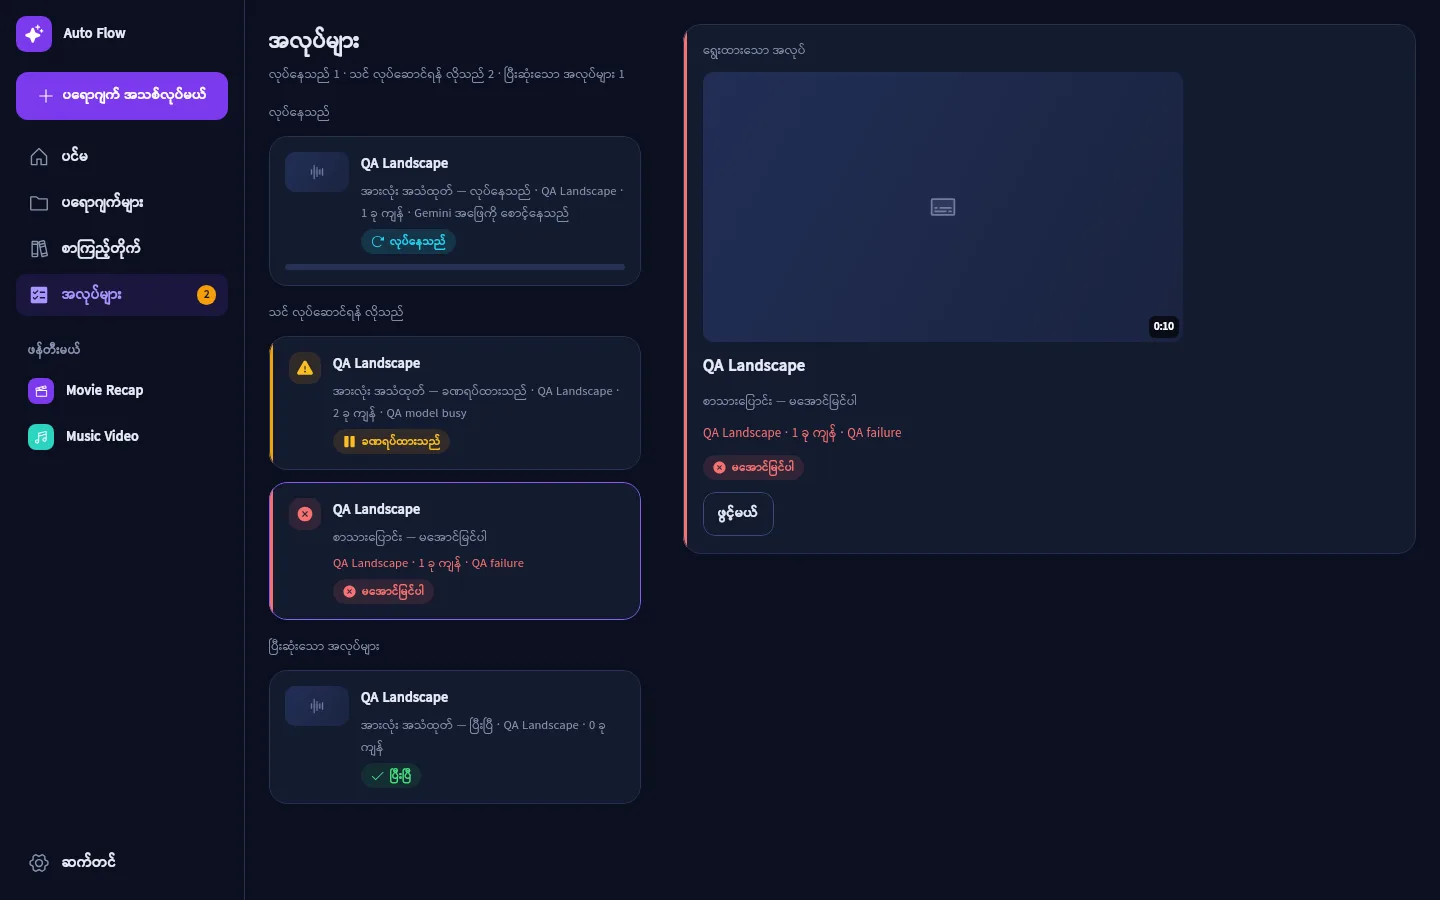 Auto Flow
ပရောဂျက် အသစ်လုပ်မယ်
ပင်မ
ပရောဂျက်များ
စာကြည့်တိုက်
အလုပ်များ
2
ဖန်တီးမယ်
Movie Recap
Music Video
ဆက်တင်
အလုပ်များ
လုပ်နေသည် 1 · သင် လုပ်ဆောင်ရန် လိုသည် 2 · ပြီးဆုံးသော အလုပ်များ 1
လုပ်နေသည်
QA Landscape
အားလုံး အသံထုတ် — လုပ်နေသည် · QA Landscape ·
1 ခု ကျန် · Gemini အဖြေကို စောင့်နေသည်
လုပ်နေသည်
သင် လုပ်ဆောင်ရန် လိုသည်
QA Landscape
အားလုံး အသံထုတ် — ခဏရပ်ထားသည် · QA Landscape ·
2 ခု ကျန် · QA model busy
ခဏရပ်ထားသည်
QA Landscape
စာသားပြောင်း — မအောင်မြင်ပါ
QA Landscape · 1 ခု ကျန် · QA failure
မအောင်မြင်ပါ
ပြီးဆုံးသော အလုပ်များ
QA Landscape
အားလုံး အသံထုတ် — ပြီးပြီ · QA Landscape · 0 ခု
ကျန်
ပြီးပြီ
ရွေးထားသော အလုပ်
0:10
QA Landscape
စာသားပြောင်း — မအောင်မြင်ပါ
QA Landscape · 1 ခု ကျန် · QA failure
မအောင်မြင်ပါ
ဖွင့်မယ်